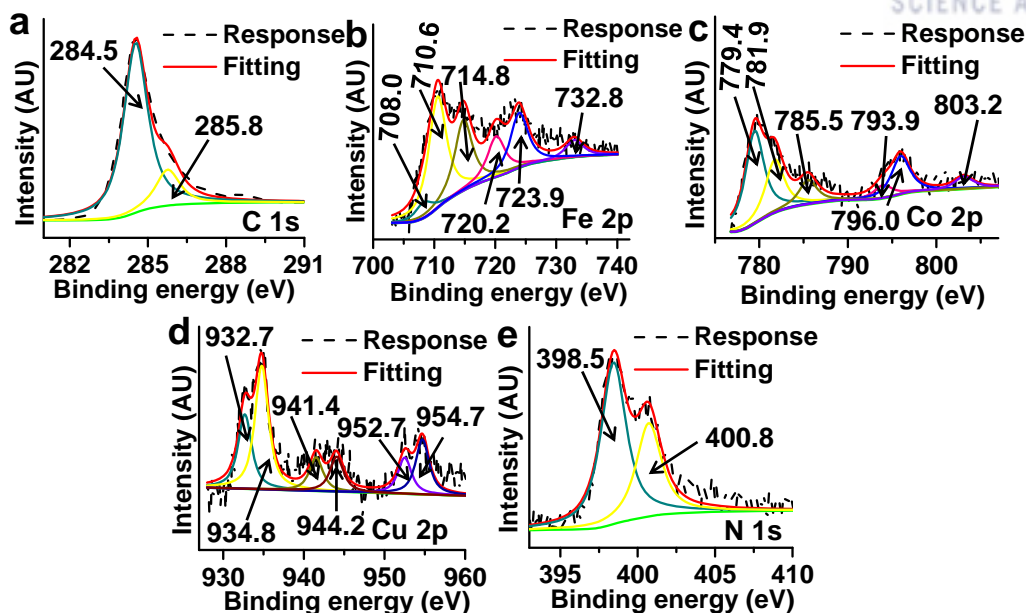 SCIENCE A
a
Response
Fitting
284.5
285.8
C 1s
Intensity (AU)
282 285 288 291
Binding energy (eV)
b
Response
Fitting
708.0
710.6
714.8
732.8
720.2
723.9
Fe 2p
Intensity (AU)
700 710 720 730 740
Binding energy (eV)
c
Response
Fitting
779.4
781.9
785.5
793.9
803.2
796.0
Co 2p
Intensity (AU)
780 790 800
Binding energy (eV)
d
Response
Fitting
932.7
941.4
952.7
954.7
934.8
944.2
Cu 2p
Intensity (AU)
930 940 950 960
Binding energy (eV)
e
Response
Fitting
398.5
400.8
N 1s
Intensity (AU)
395 400 405 410
Binding energy (eV)